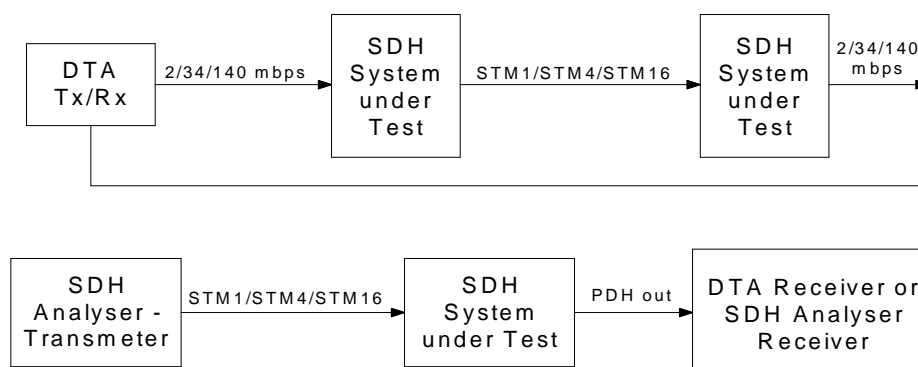 DTA
Tx/Rx
2/34/140 mbps
SDH
System
under
Test
STM1/STM4/STM16
SDH
System
under
Test
2/34/140
mbps
SDH
Analyser -
Transmeter
STM1/STM4/STM16
SDH
System
under Test
PDH out
DTA Receiver or
SDH Analyser
Receiver